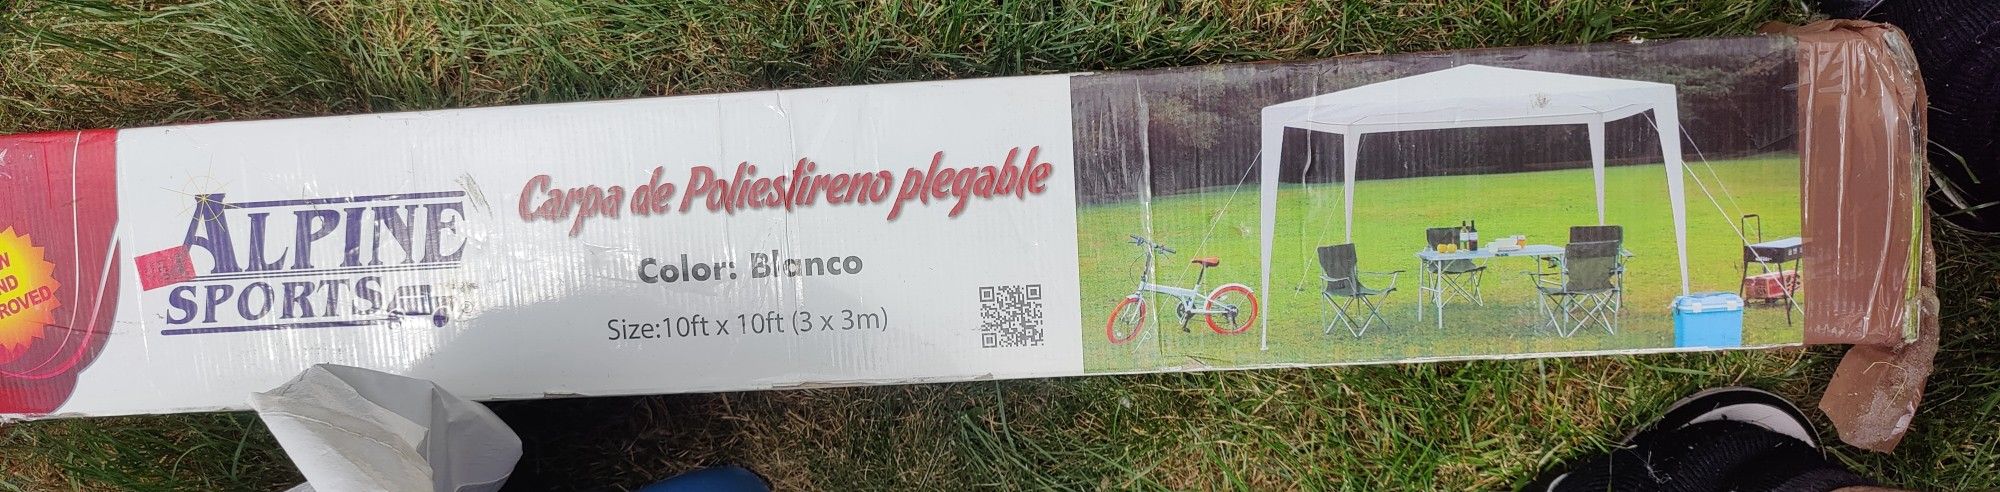 ALPINE
SPORTS
Carpa de Poliestireno plegable
Color: Blanco
Size:10ft x 10ft (3 x 3m)